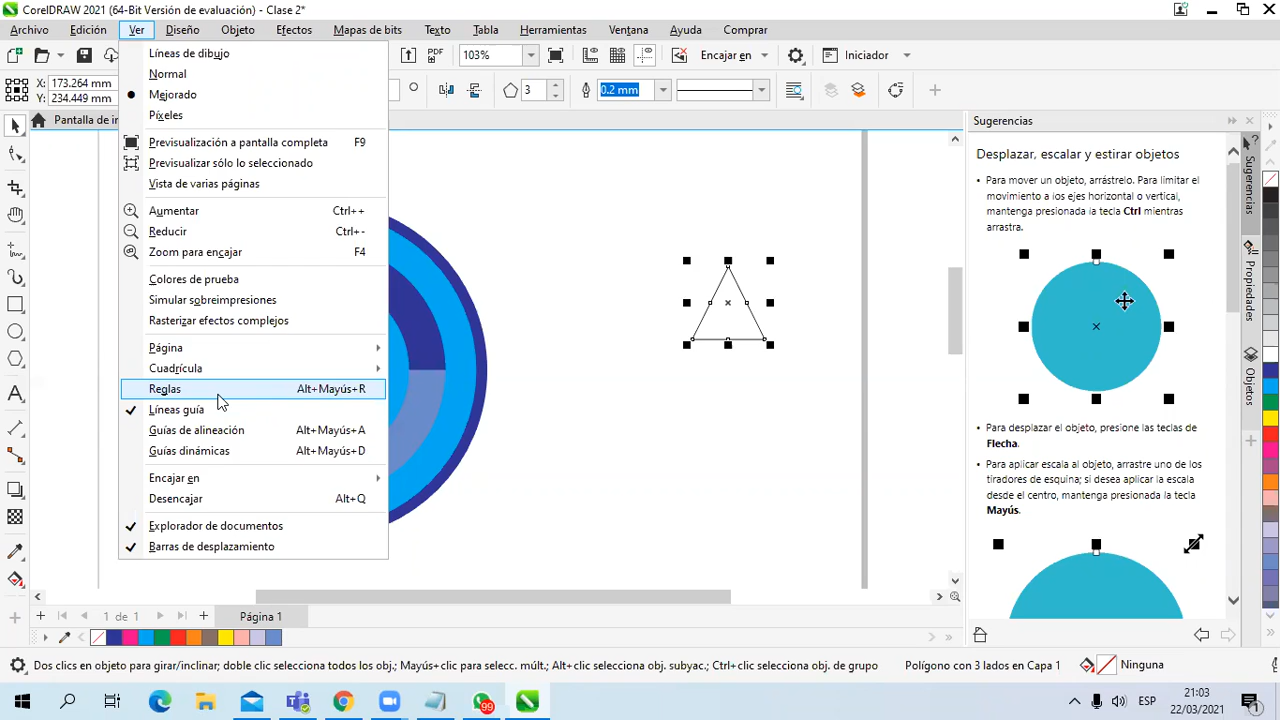 CorelDRAW 2021 (64-Bit Versión de evaluación) - Clase 2*
Archivo Edición Ver Diseño Objeto Efectos Mapas de bits Texto Tabla Herramientas Ventana Ayuda Comprar
PDF 103% Encajar en Iniciador
X: 173.264 mm
Y: 234.449 mm
3 0.2 mm
Líneas de dibujo
Normal
Mejorado
Píxeles
Previsualización a pantalla completa F9
Previsualizar sólo lo seleccionado
Vista de varias páginas
Aumentar Ctrl++
Reducir Ctrl+-
Zoom para encajar F4
Colores de prueba
Simular sobreimpresiones
Rasterizar efectos complejos
Página
Cuadrícula
Reglas Alt+Mayús+R
Líneas guía
Guías de alineación Alt+Mayús+A
Guías dinámicas Alt+Mayús+D
Encajar en
Desencajar Alt+Q
Explorador de documentos
Barras de desplazamiento
Pantalla de in
Sugerencias
Desplazar, escalar y estirar objetos
• Para mover un objeto, arrástrelo. Para limitar el
movimiento a los ejes horizontal o vertical,
mantenga presionada la tecla Ctrl mientras
arrastra.
• Para desplazar el objeto, presione las teclas de
Flecha.
• Para aplicar escala al objeto, arrastre uno de los
tiradores de esquina; si desea aplicar la escala
desde el centro, mantenga presionada la tecla
Mayús.
Sugerencias
Propiedades
Objetos
1 de 1 Página 1
Dos clics en objeto para girar/inclinar; doble clic selecciona todos los obj.; Mayús+clic para selecc. múlt.; Alt+clic selecciona obj. subyac.; Ctrl+clic selecciona obj. de grupo Polígono con 3 lados en Capa 1 Ninguna
99 ESP 21:03
22/03/2021 1